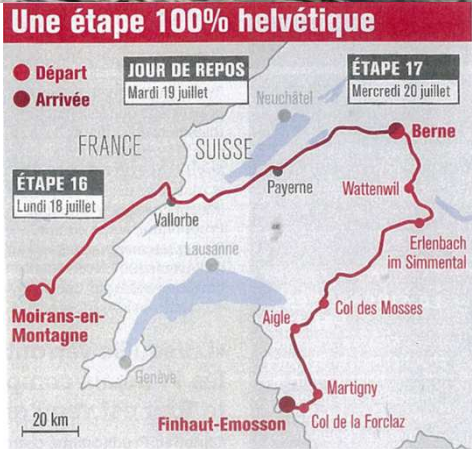 Une étape 100% helvétique
Départ
Arrivée
JOUR DE REPOS
Mardi 19 juillet
ÉTAPE 17
Mercredi 20 juillet
Neuchâtel
Berne
FRANCE
SUISSE
Payerne
Wattenwil
ÉTAPE 16
Lundi 18 juillet
Vallorbe
Erlenbach
im Simmental
Lausanne
Moirans-en-
Montagne
Col des Mosses
Aigle
Genève
Martigny
20 km
Finhaut-Emosson
Col de la Forclaz